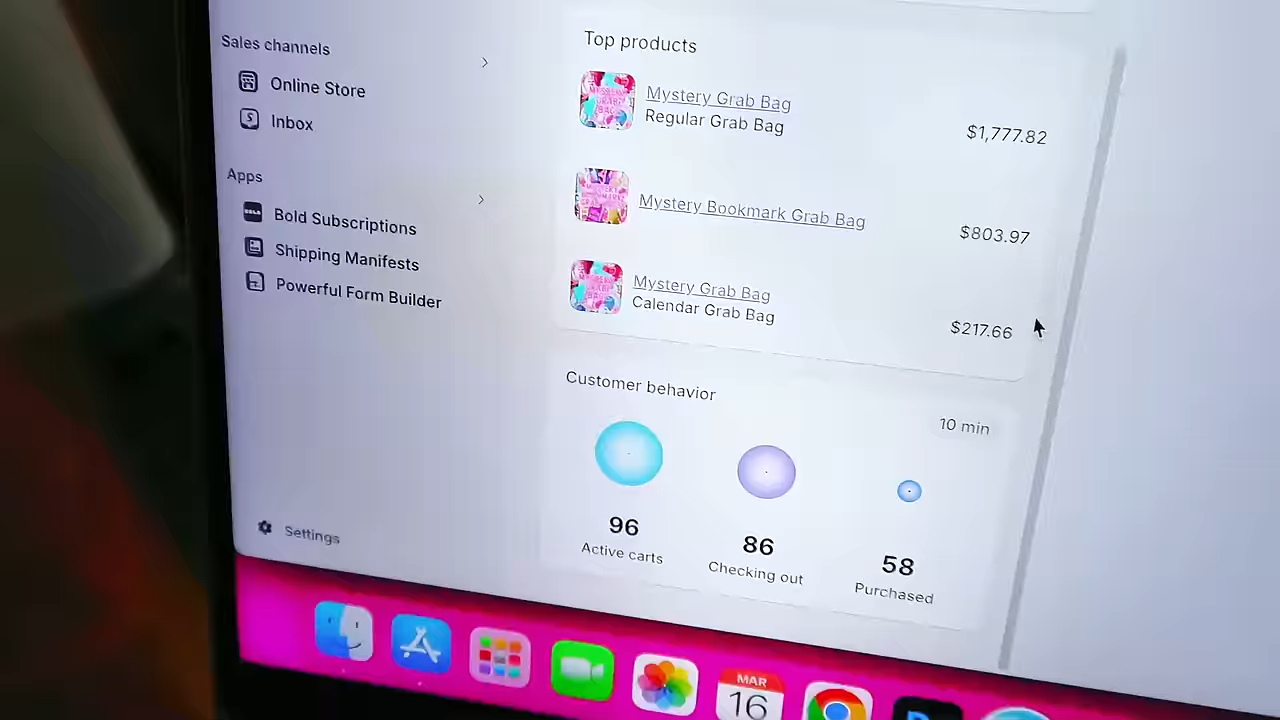 Sales channels
Online Store
Inbox
Apps
Bold Subscriptions
Shipping Manifests
Powerful Form Builder
Settings
Top products
Mystery Grab Bag
Regular Grab Bag
$1,777.82
Mystery Bookmark Grab Bag
$803.97
Mystery Grab Bag
Calendar Grab Bag
$217.66
Customer behavior
10 min
96
Active carts
86
Checking out
58
Purchased
MAR
16